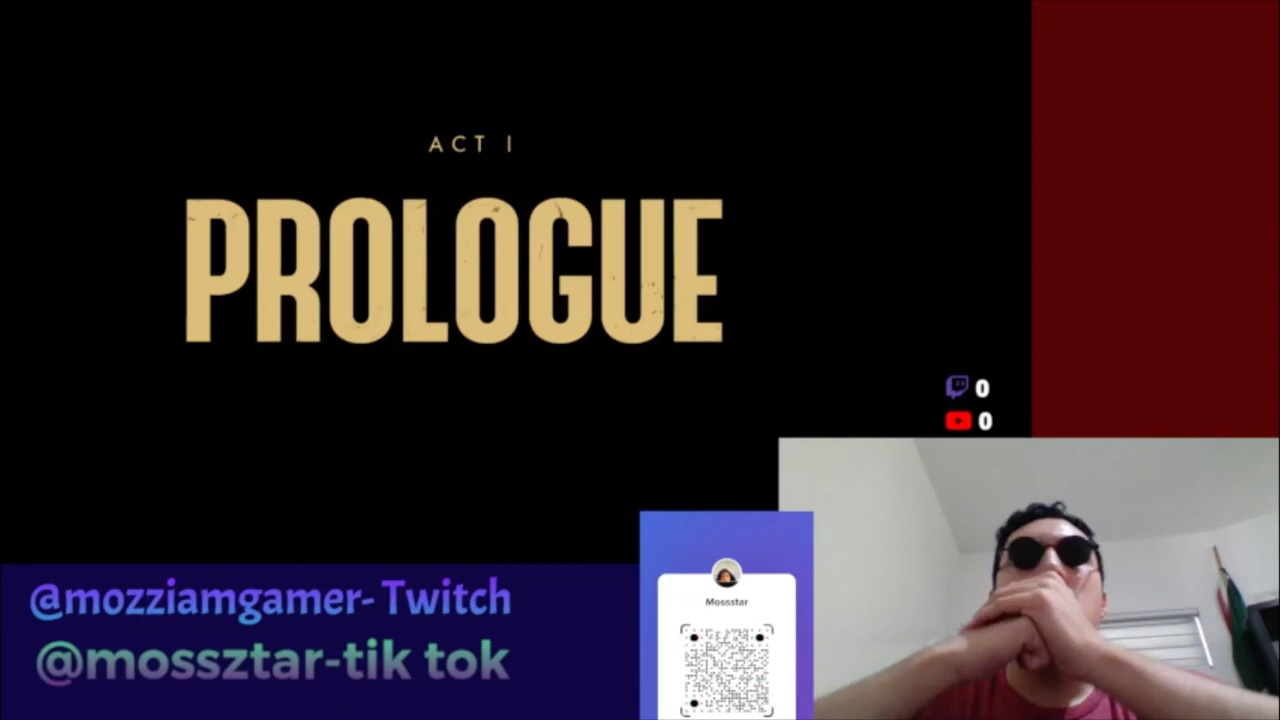 ACT I
PROLOGUE
0
0
@mozziamgamer- Twitch
@mossztar-tik tok
Mossstar